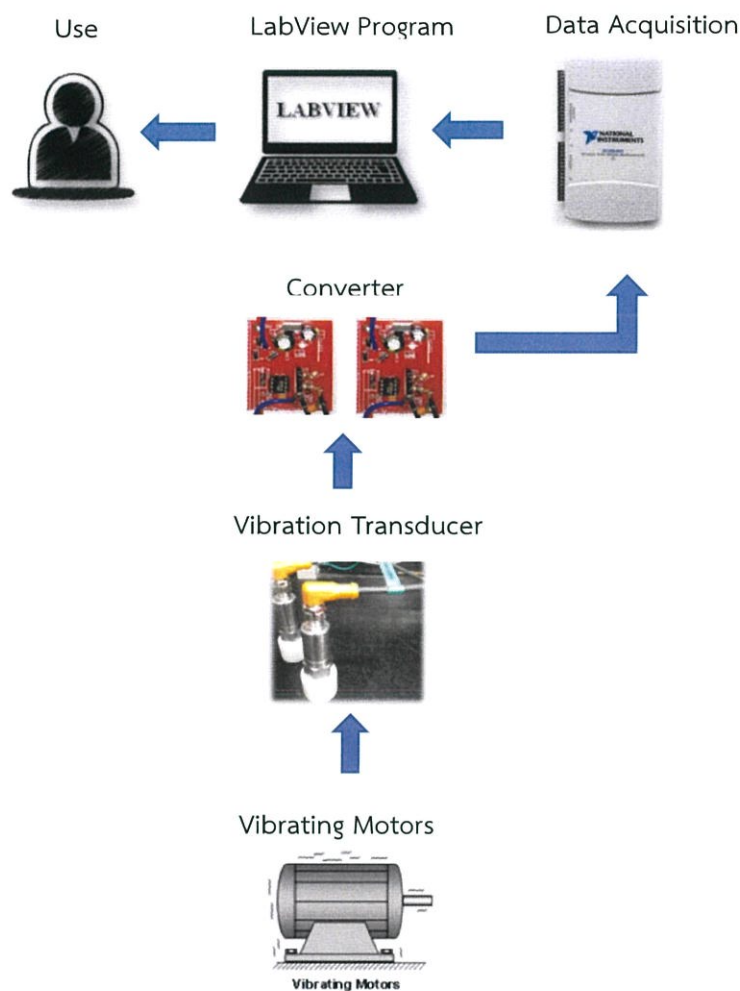 Use
LabView Program
Data Acquisition
LABVIEW
NATIONAL
INSTRUMENTS
Converter
Vibration Transducer
Vibrating Motors
Vibrating Motors